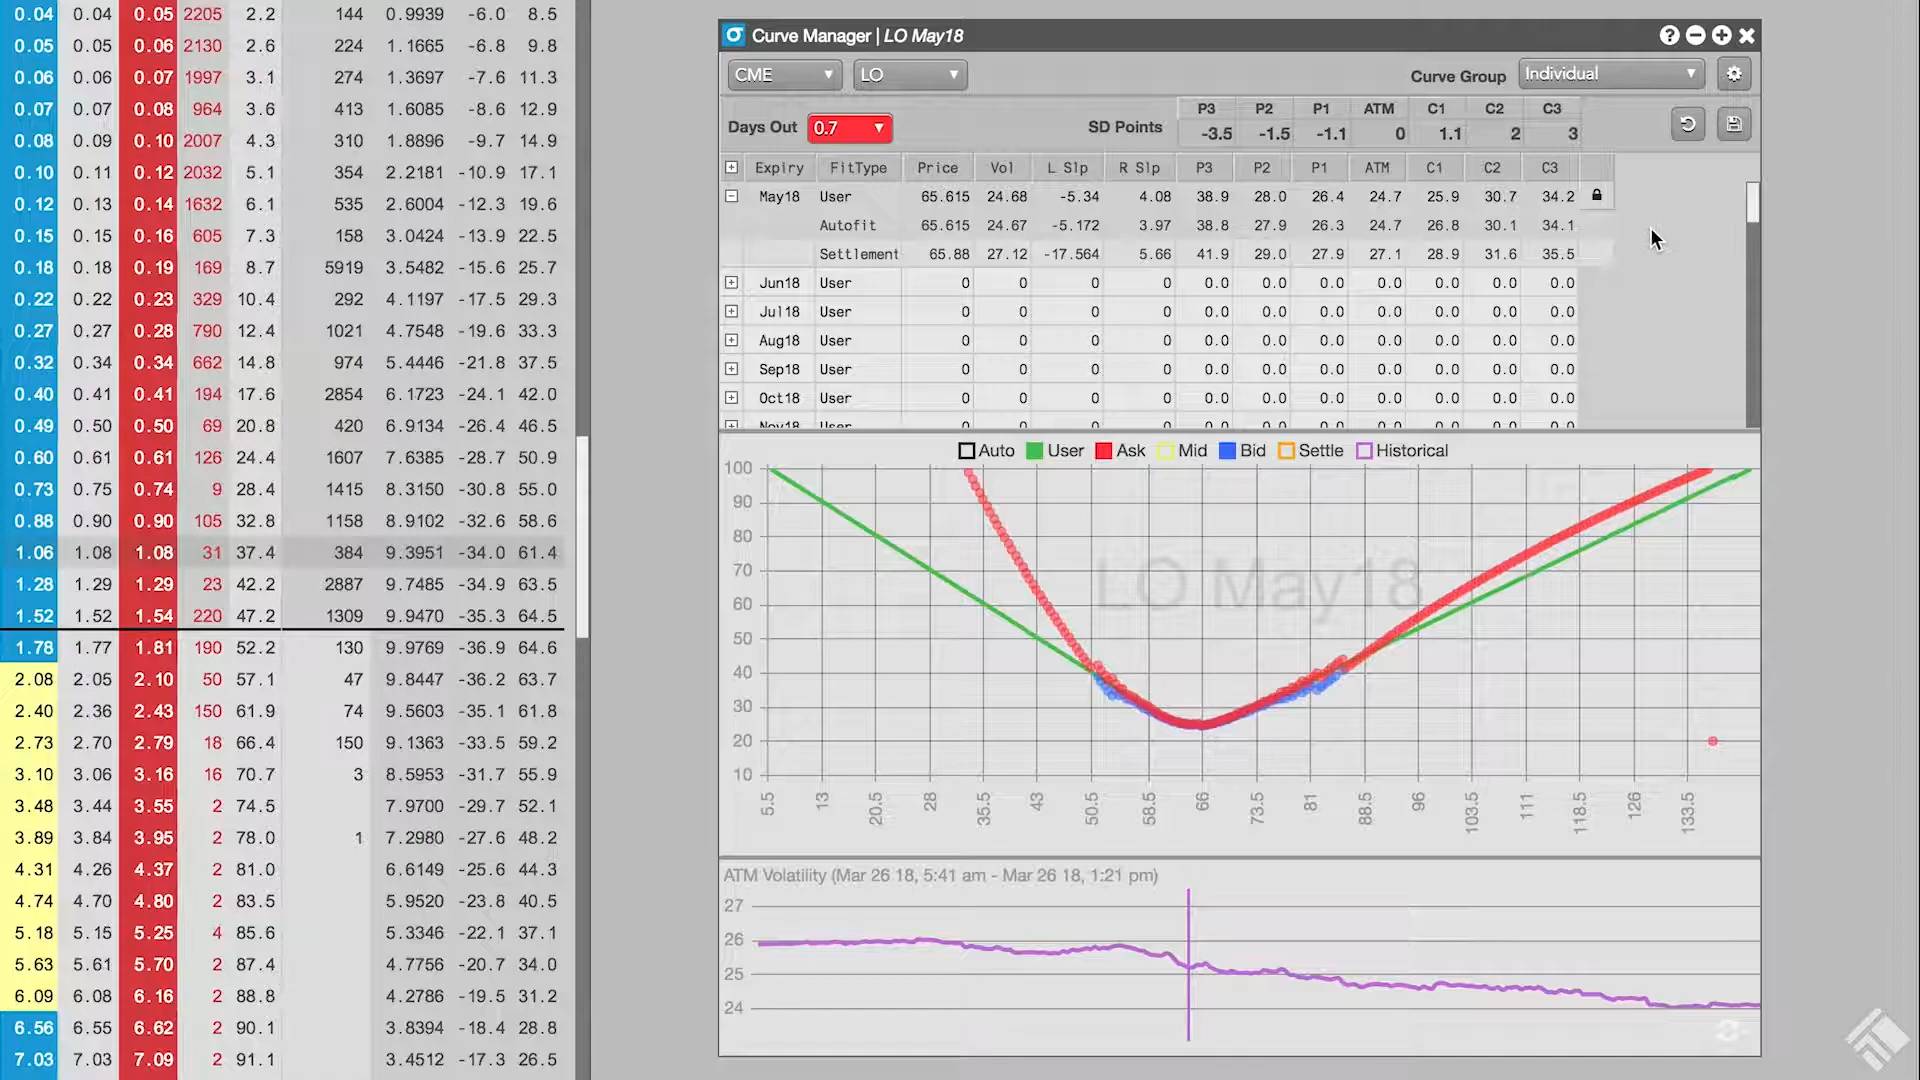 0.04 0.04 0.05 2205 2.2 144 0.9939 -6.0 8.5
0.05 0.05 0.06 2130 2.6 224 1.1665 -6.8 9.8
0.06 0.06 0.07 1997 3.1 274 1.3697 -7.6 11.3
0.07 0.07 0.08 964 3.6 413 1.6085 -8.6 12.9
0.08 0.09 0.10 2007 4.3 310 1.8896 -9.7 14.9
0.10 0.11 0.12 2032 5.1 354 2.2181 -10.9 17.1
0.12 0.13 0.14 1632 6.1 535 2.6004 -12.3 19.6
0.15 0.15 0.16 605 7.3 158 3.0424 -13.9 22.5
0.18 0.18 0.19 169 8.7 5919 3.5482 -15.6 25.7
0.22 0.22 0.23 329 10.4 292 4.1197 -17.5 29.3
0.27 0.27 0.28 790 12.4 1021 4.7548 -19.6 33.3
0.32 0.34 0.34 662 14.8 974 5.4446 -21.8 37.5
0.40 0.41 0.41 194 17.6 2854 6.1723 -24.1 42.0
0.49 0.50 0.50 69 20.8 420 6.9134 -26.4 46.5
0.60 0.61 0.61 126 24.4 1607 7.6385 -28.7 50.9
0.73 0.75 0.74 9 28.4 1415 8.3150 -30.8 55.0
0.88 0.90 0.90 105 32.8 1158 8.9102 -32.6 58.6
1.06 1.08 1.08 31 37.4 384 9.3951 -34.0 61.4
1.28 1.29 1.29 23 42.2 2887 9.7485 -34.9 63.5
1.52 1.52 1.54 220 47.2 1309 9.9470 -35.3 64.5
1.78 1.77 1.81 190 52.2 130 9.9769 -36.9 64.6
2.08 2.05 2.10 50 57.1 47 9.8447 -36.2 63.7
2.40 2.36 2.43 150 61.9 74 9.5603 -35.1 61.8
2.73 2.70 2.79 18 66.4 150 9.1363 -33.5 59.2
3.10 3.06 3.16 16 70.7 3 8.5953 -31.7 55.9
3.48 3.44 3.55 2 74.5 7.9700 -29.7 52.1
3.89 3.84 3.95 2 78.0 1 7.2980 -27.6 48.2
4.31 4.26 4.37 2 81.0 6.6149 -25.6 44.3
4.74 4.70 4.80 2 83.5 5.9520 -23.8 40.5
5.18 5.15 5.25 4 85.6 5.3346 -22.1 37.1
5.63 5.61 5.70 2 87.4 4.7756 -20.7 34.0
6.09 6.08 6.16 2 88.8 4.2786 -19.5 31.2
6.56 6.55 6.62 2 90.1 3.8394 -18.4 28.8
7.03 7.03 7.09 2 91.1 3.4512 -17.3 26.5
Curve Manager | LO May18
CME LO Curve Group Individual
P3 P2 P1 ATM C1 C2 C3
Days Out 0.7 SD Points -3.5 -1.5 -1.1 0 1.1 2 3
Expiry FitType Price Vol L Slp R Slp P3 P2 P1 ATM C1 C2 C3
May18 User 65.615 24.68 -5.34 4.08 38.9 28.0 26.4 24.7 25.9 30.7 34.2
Autofit 65.615 24.67 -5.172 3.97 38.8 27.9 26.3 24.7 26.8 30.1 34.1
Settlement 65.88 27.12 -17.564 5.66 41.9 29.0 27.9 27.1 28.9 31.6 35.5
Jun18 User 0 0 0 0 0.0 0.0 0.0 0.0 0.0 0.0 0.0
Jul18 User 0 0 0 0 0.0 0.0 0.0 0.0 0.0 0.0 0.0
Aug18 User 0 0 0 0 0.0 0.0 0.0 0.0 0.0 0.0 0.0
Sep18 User 0 0 0 0 0.0 0.0 0.0 0.0 0.0 0.0 0.0
Oct18 User 0 0 0 0 0.0 0.0 0.0 0.0 0.0 0.0 0.0
Nov18 User 0 0 0 0 0.0 0.0 0.0 0.0 0.0 0.0 0.0
Auto User Ask Mid Bid Settle Historical
100
90
80
70
60
50
40
30
20
10
LO May18
5.5 13 20.5 28 35.5 43 50.5 58.5 66 73.5 81 88.5 96 103.5 111 118.5 126 133.5
ATM Volatility (Mar 26 18, 5:41 am - Mar 26 18, 1:21 pm)
27
26
25
24